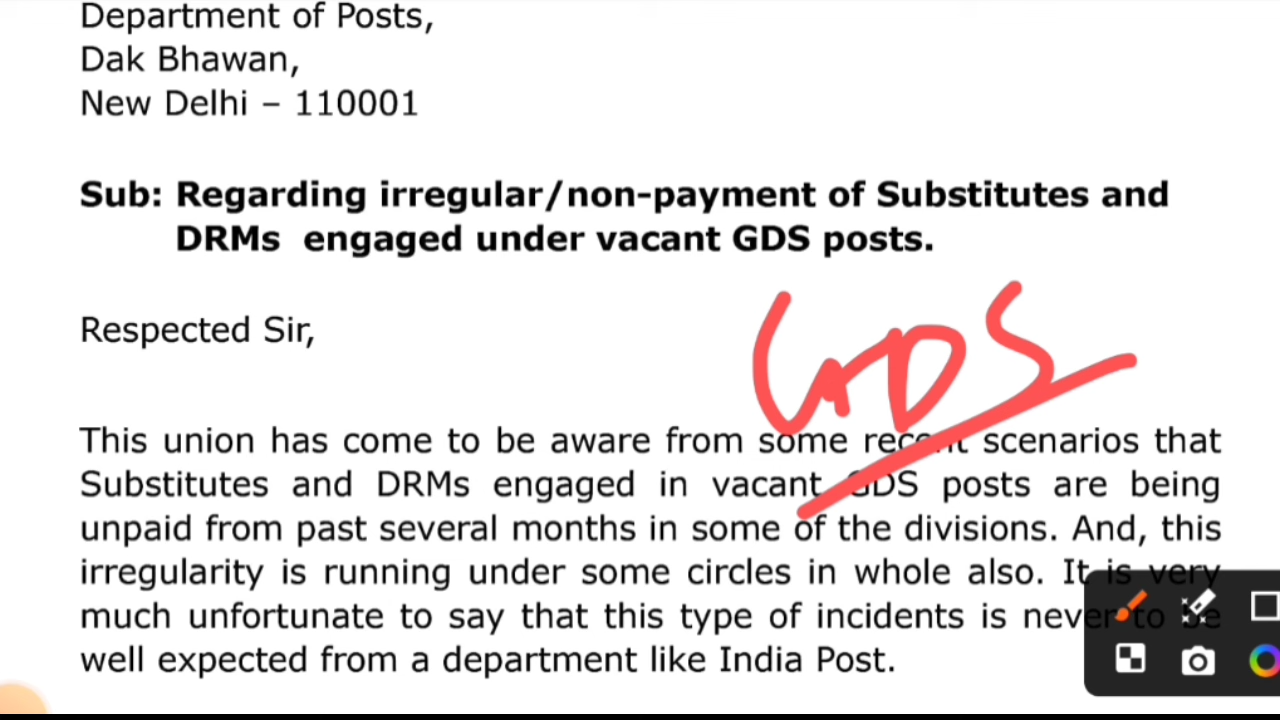 Department of Posts,
Dak Bhawan,
New Delhi – 110001
Sub: Regarding irregular/non-payment of Substitutes and
DRMs engaged under vacant GDS posts.
Respected Sir,
GDS
This union has come to be aware from some recent scenarios that
Substitutes and DRMs engaged in vacant GDS posts are being
unpaid from past several months in some of the divisions. And, this
irregularity is running under some circles in whole also. It is very
much unfortunate to say that this type of incidents is never to be
well expected from a department like India Post.